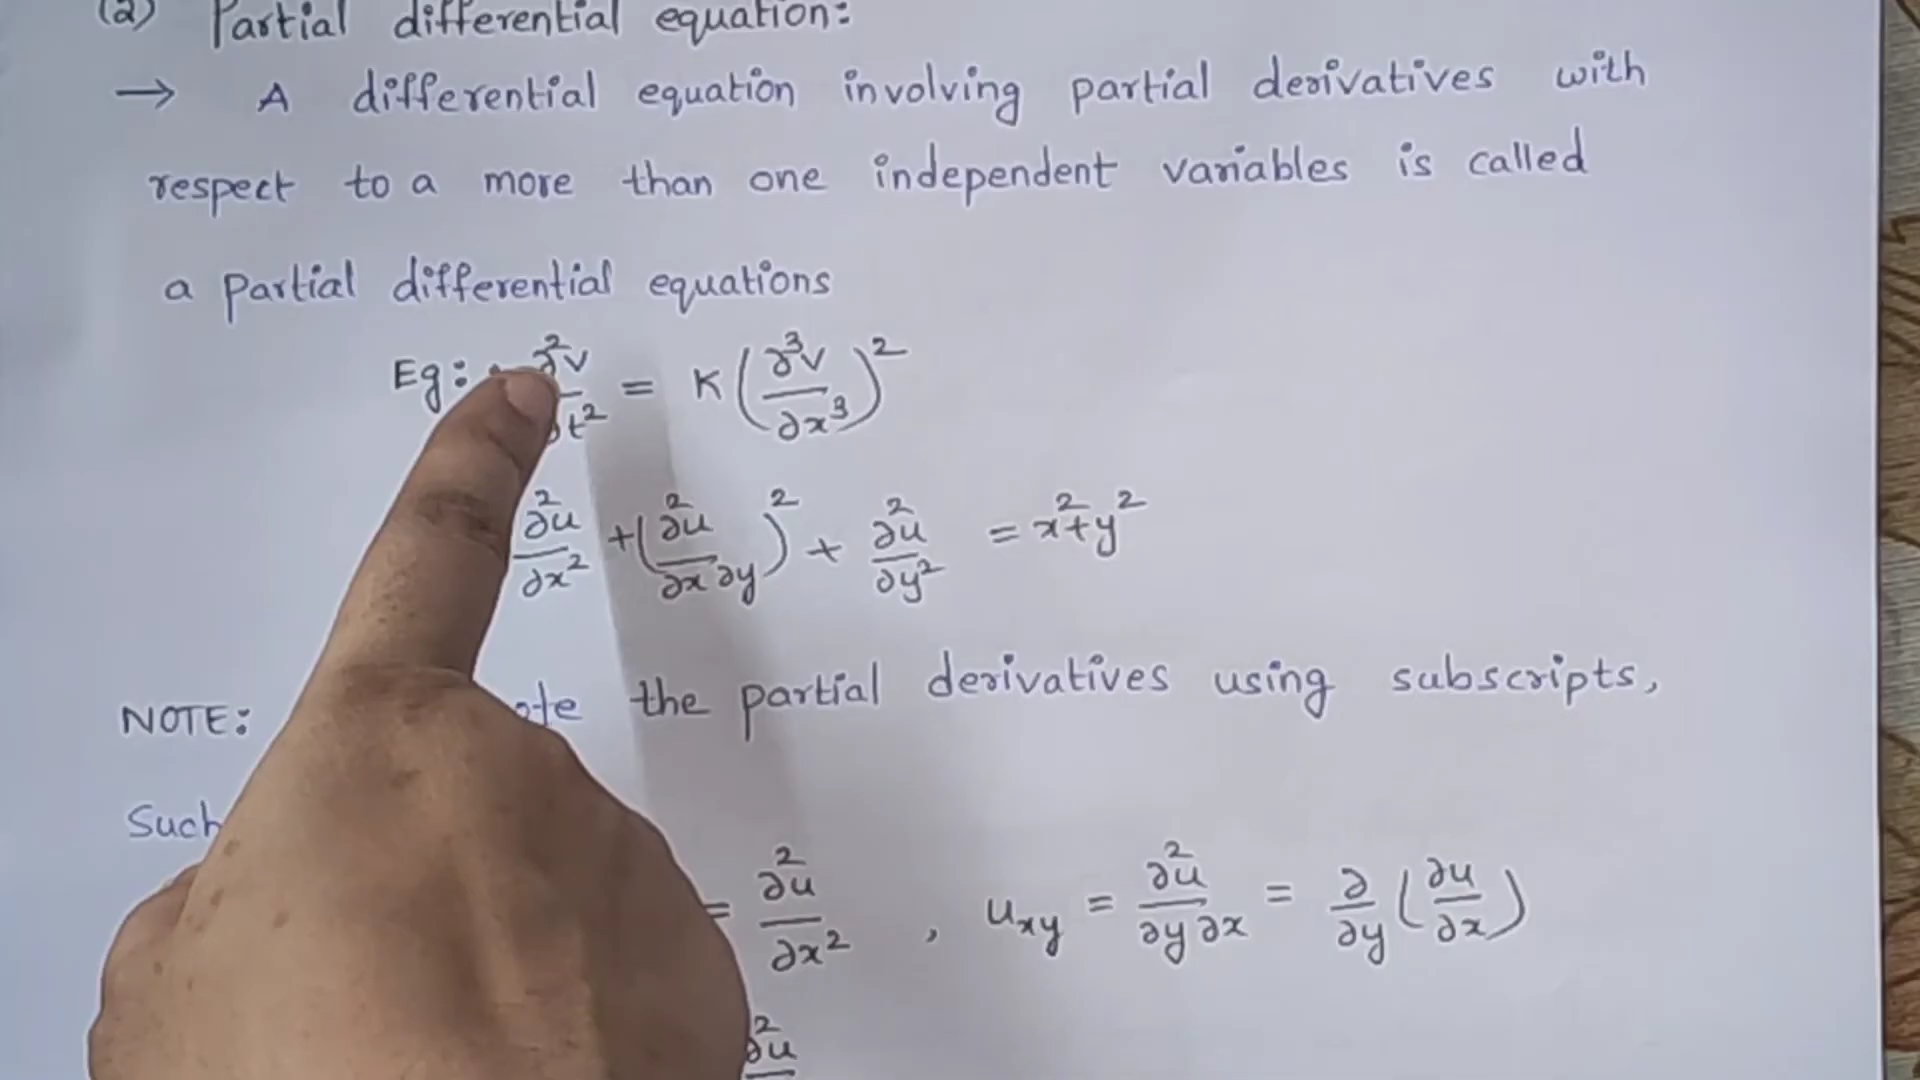 (2) Partial differential equation:
→ A differential equation involving partial derivatives with
respect to a more than one independent variables is called
a partial differential equations
Eg: ∂²v/∂t² = K(∂³v/∂x³)²
∂²u/∂x² + (∂²u/∂x∂y)² + ∂²u/∂y² = x²+y²
NOTE: the partial derivatives using subscripts,
Such
= ∂²u/∂x² , uxy = ∂²u/∂y∂x = ∂/∂y(∂u/∂x)
∂²u